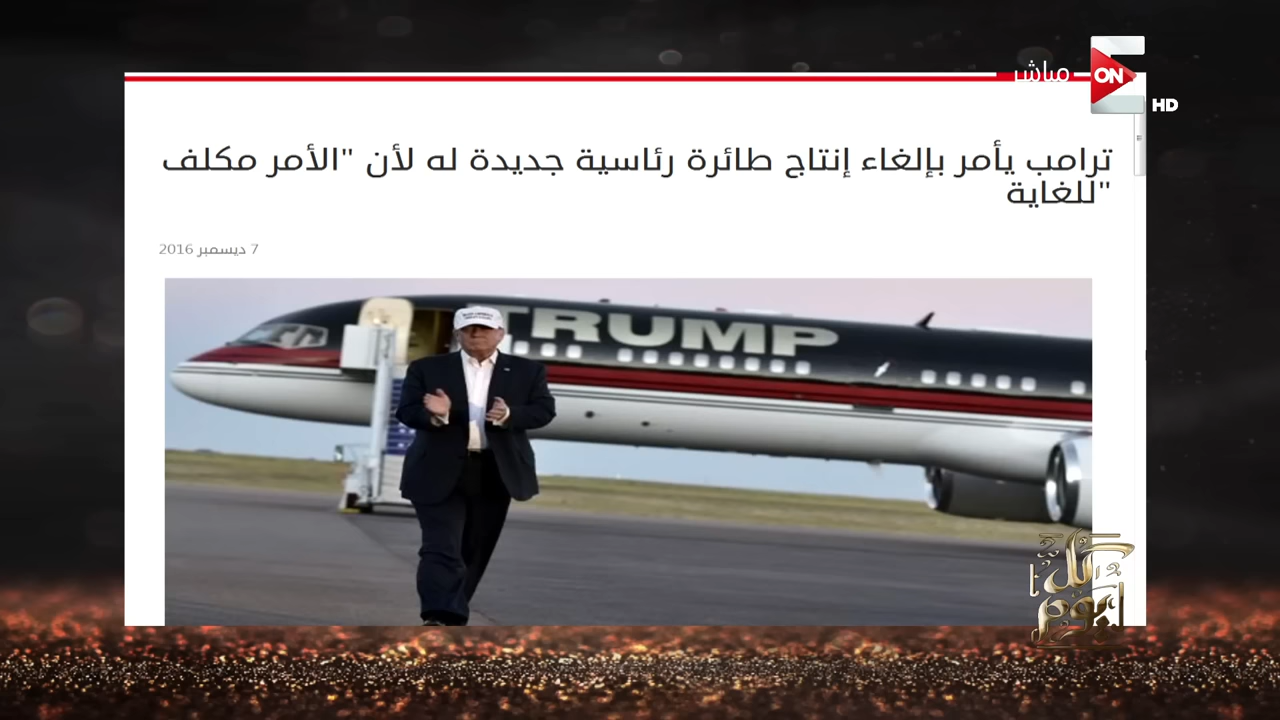 مباشر
ON
HD
ترامب يأمر بإلغاء إنتاج طائرة رئاسية جديدة له لأن "الأمر مكلف
للغاية"
7 ديسمبر 2016
TRUMP
كل يوم